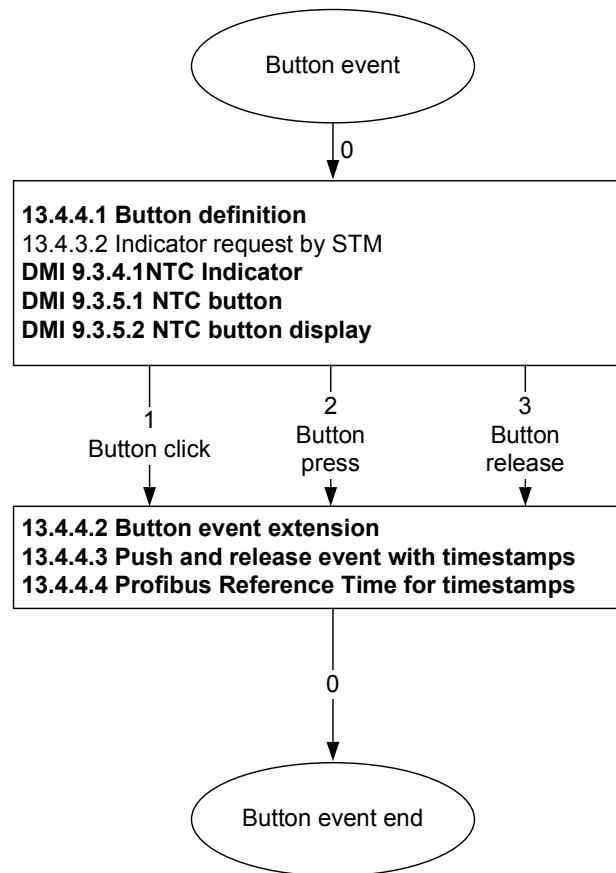 Button event
0
13.4.4.1 Button definition
13.4.3.2 Indicator request by STM
DMI 9.3.4.1NTC Indicator
DMI 9.3.5.1 NTC button
DMI 9.3.5.2 NTC button display
1
Button click
2
Button
press
3
Button
release
13.4.4.2 Button event extension
13.4.4.3 Push and release event with timestamps
13.4.4.4 Profibus Reference Time for timestamps
0
Button event end